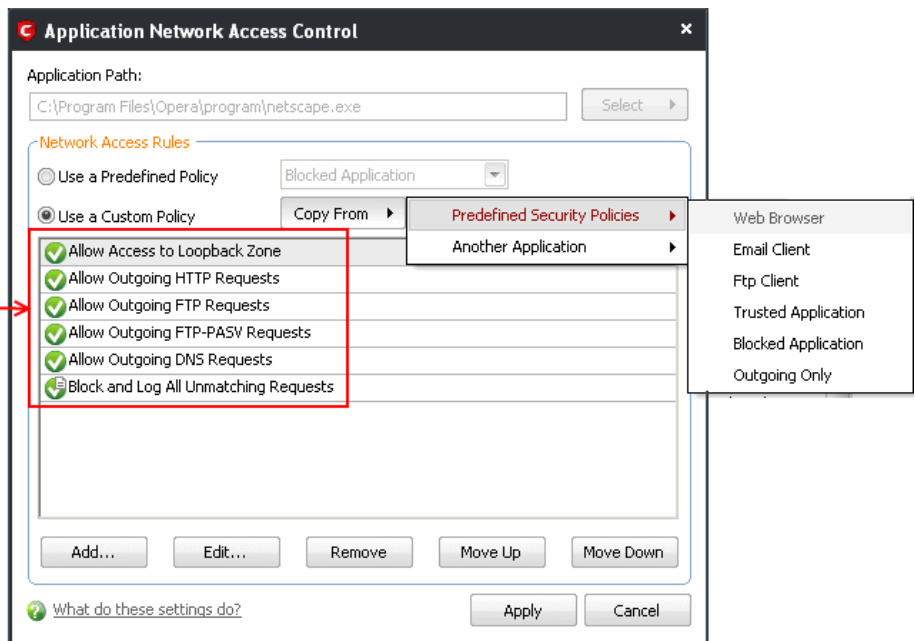 Application Network Access Control
Application Path:
C:\Program Files\Opera\program\netscape.exe
Select
Network Access Rules
Use a Predefined Policy
Blocked Application
Use a Custom Policy
Copy From
Predefined Security Policies
Another Application
Web Browser
Email Client
Ftp Client
Trusted Application
Blocked Application
Outgoing Only
Allow Access to Loopback Zone
Allow Outgoing HTTP Requests
Allow Outgoing FTP Requests
Allow Outgoing FTP-PASV Requests
Allow Outgoing DNS Requests
Block and Log All Unmatching Requests
Add... Edit... Remove Move Up Move Down
What do these settings do? Apply Cancel